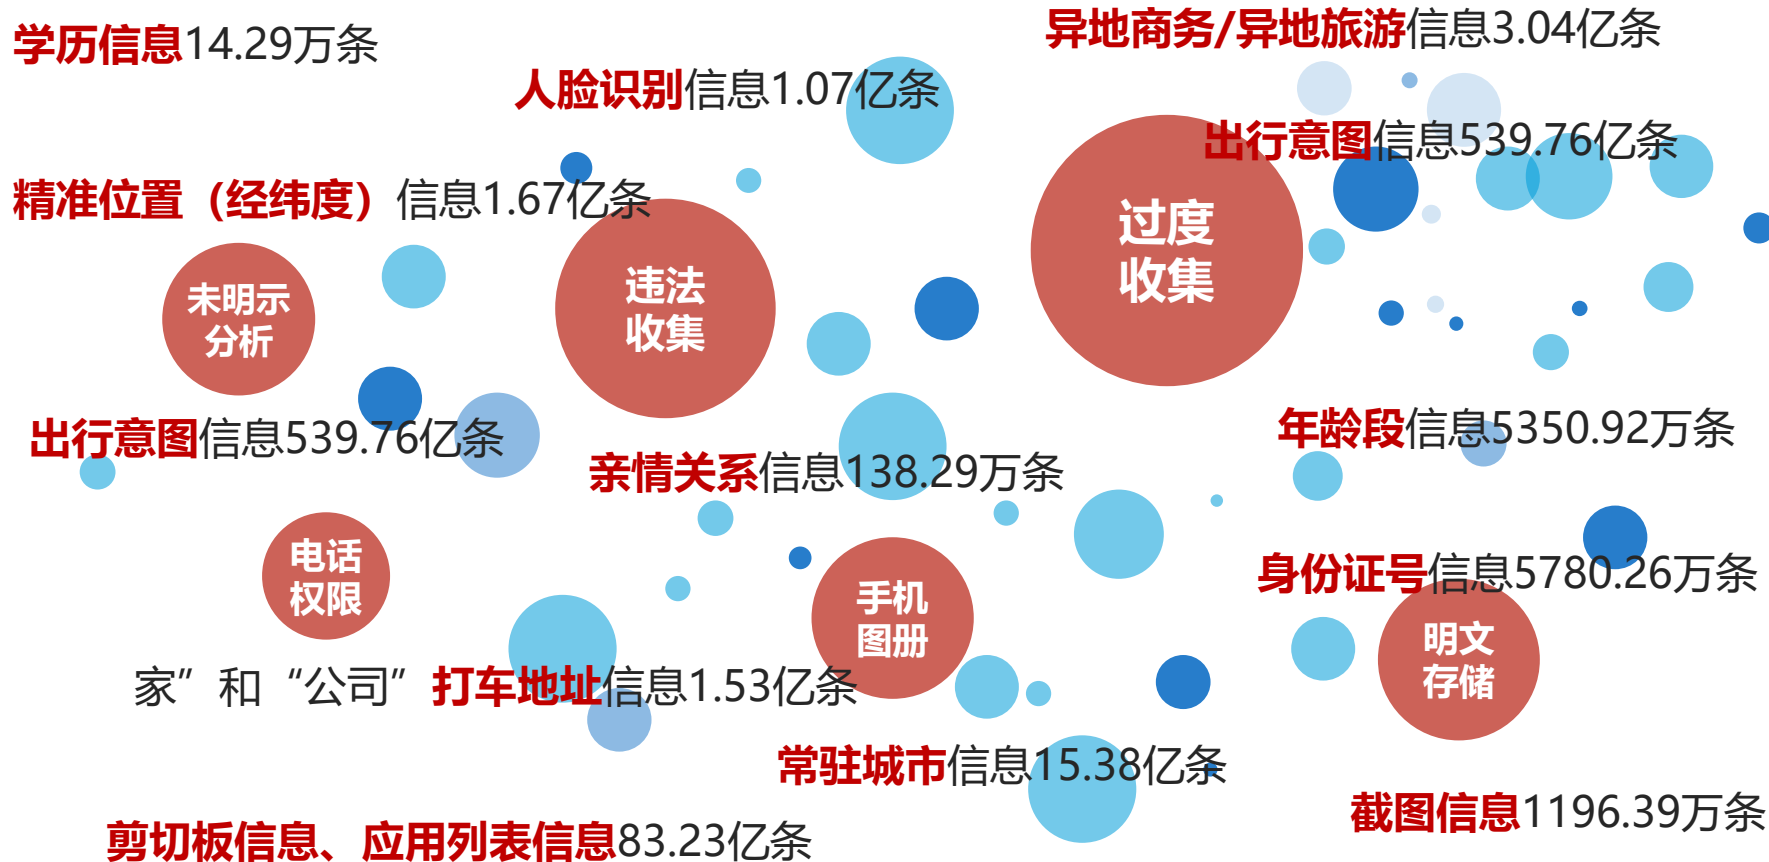 学历信息14.29万条
异地商务/异地旅游信息3.04亿条
人脸识别信息1.07亿条
出行意图信息539.76亿条
精准位置（经纬度）信息1.67亿条
过度
收集
违法
收集
未明示
分析
出行意图信息539.76亿条
年龄段信息5350.92万条
亲情关系信息138.29万条
电话
权限
身份证号信息5780.26万条
手机
图册
明文
存储
家”和“公司”打车地址信息1.53亿条
常驻城市信息15.38亿条
截图信息1196.39万条
剪切板信息、应用列表信息83.23亿条